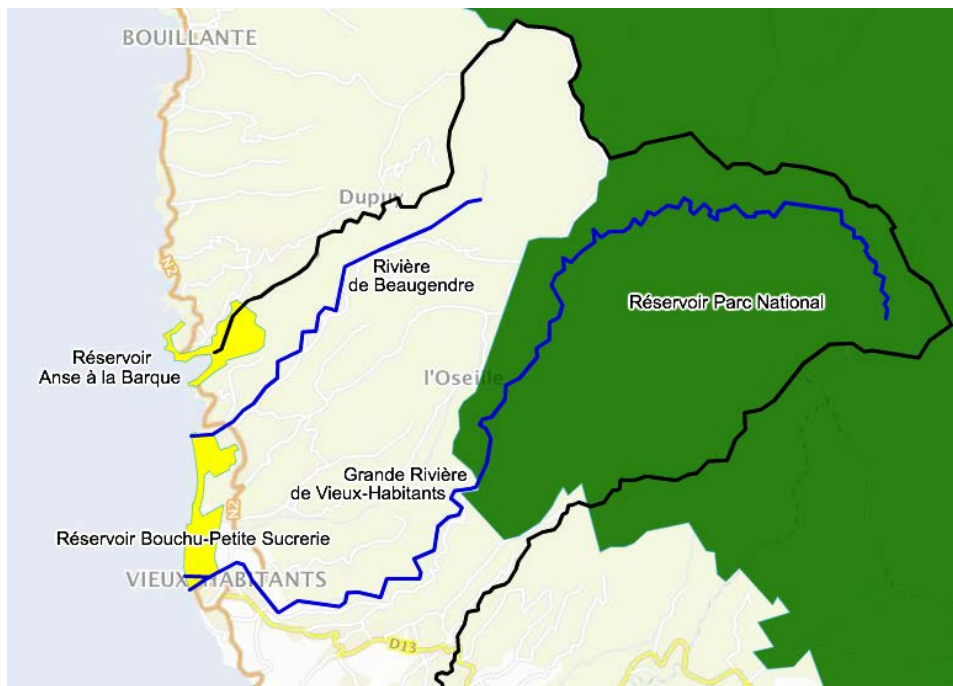 BOUILLANTE
Dupuy
N2
Rivière
de Beaugendre
Réservoir Parc National
Réservoir
Anse à la Barque
l'Oseille
Grande Rivière
de Vieux-Habitants
N2
Réservoir Bouchu-Petite Sucrerie
VIEUX-HABITANTS
D13